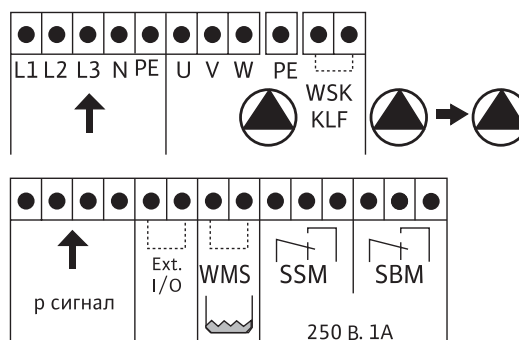 L1 L2 L3 N PE U V W PE
WSK
KLF
Ext.
I/O
WMS
SSM
SBM
p сигнал
250 В. 1А